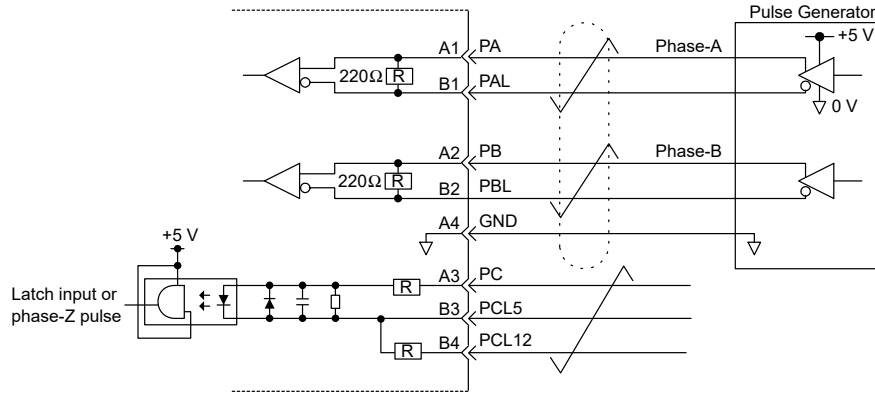 Pulse Generator
+5 V
A1 PA Phase-A
220Ω R
B1 PAL
0 V
A2 PB Phase-B
220Ω R
B2 PBL
A4 GND
+5 V
A3 PC
R
Latch input or
phase-Z pulse
B3 PCL5
B4 PCL12
R